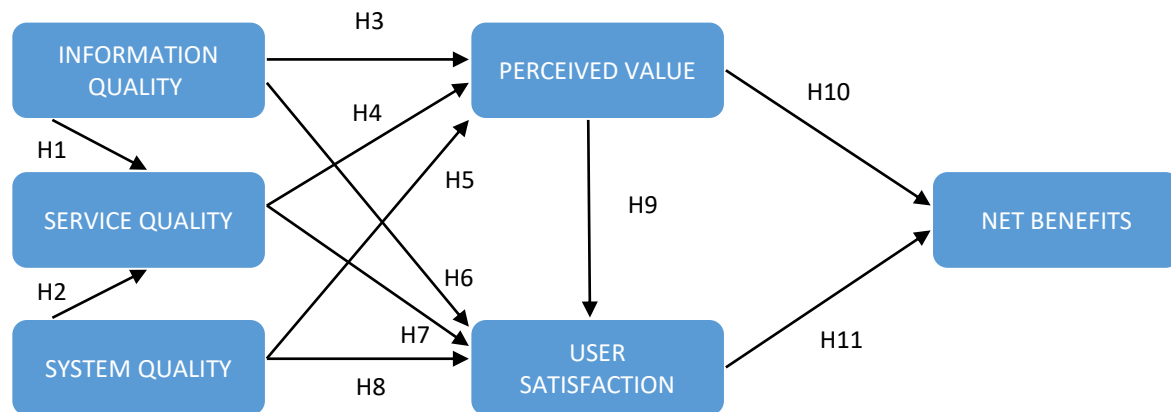 INFORMATION
QUALITY
H3
PERCEIVED VALUE
H10
H1
H4
H5
SERVICE QUALITY
H9
NET BENEFITS
H2
H6
H7
SYSTEM QUALITY
H8
USER
SATISFACTION
H11